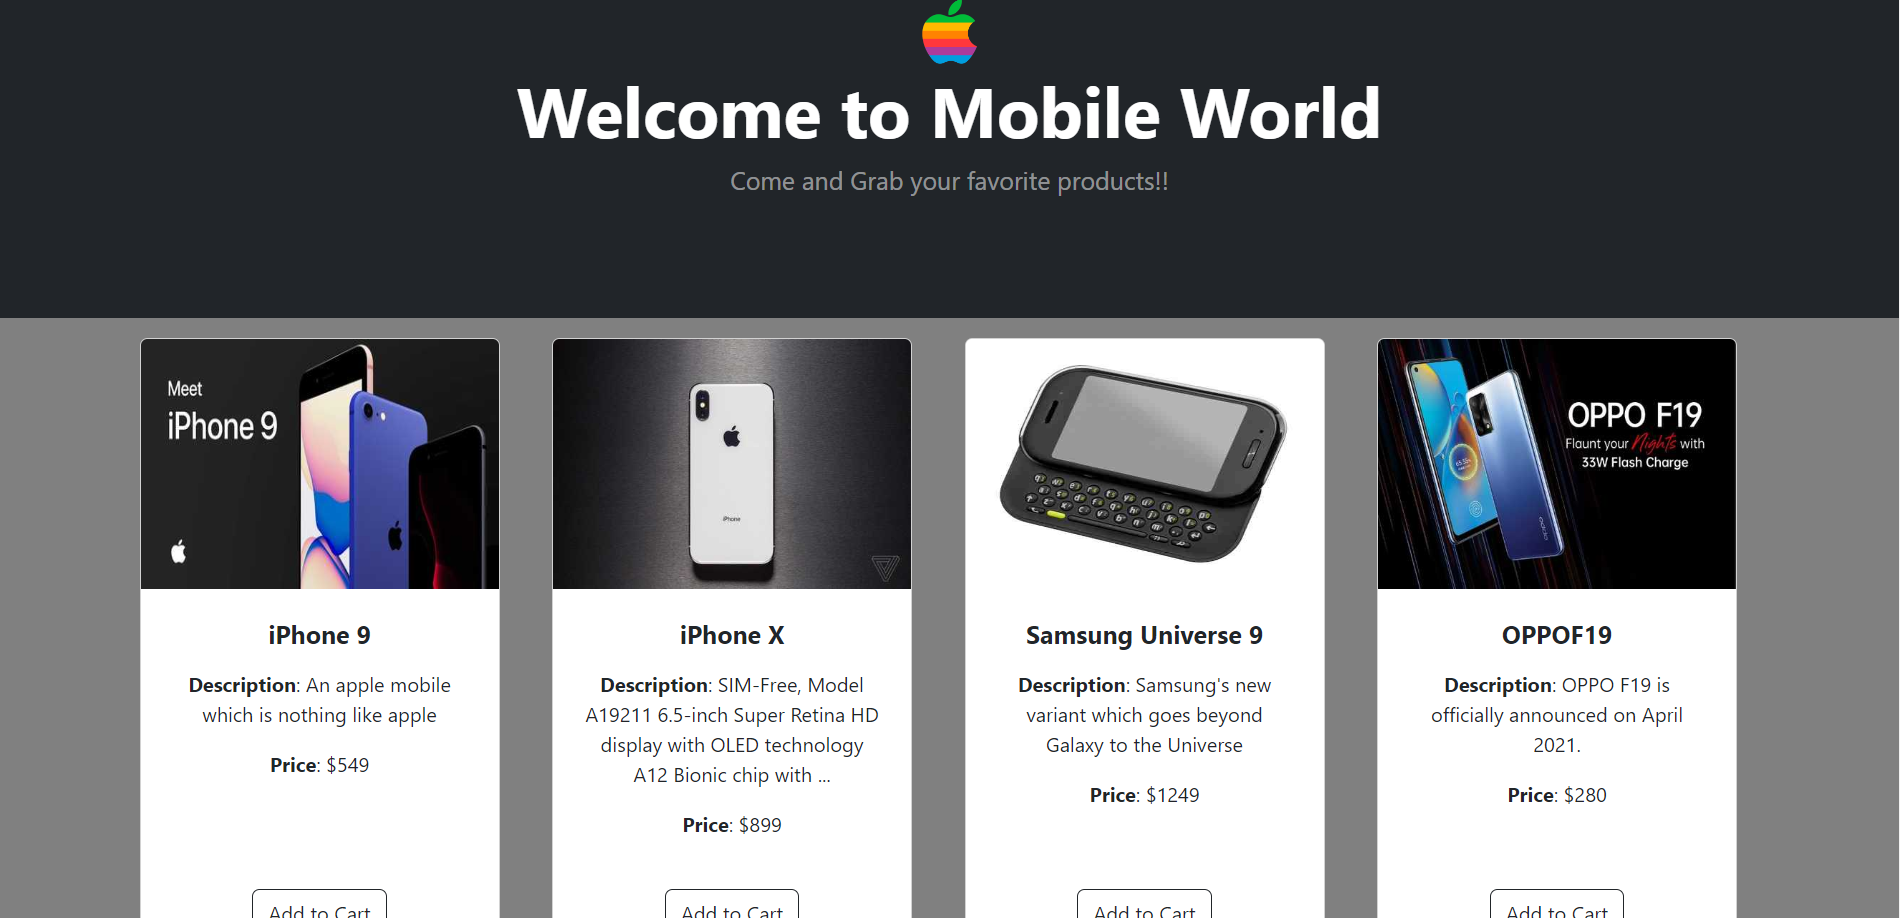 Welcome to Mobile World
Come and Grab your favorite products!!
Meet
iPhone 9
iPhone
OPPO F19
Flaunt your Nights with
33W Flash Charge
iPhone 9
Description: An apple mobile
which is nothing like apple
Price: $549
Add to Cart
iPhone X
Description: SIM-Free, Model
A19211 6.5-inch Super Retina HD
display with OLED technology
A12 Bionic chip with ...
Price: $899
Add to Cart
Samsung Universe 9
Description: Samsung's new
variant which goes beyond
Galaxy to the Universe
Price: $1249
Add to Cart
OPPOF19
Description: OPPO F19 is
officially announced on April
2021.
Price: $280
Add to Cart